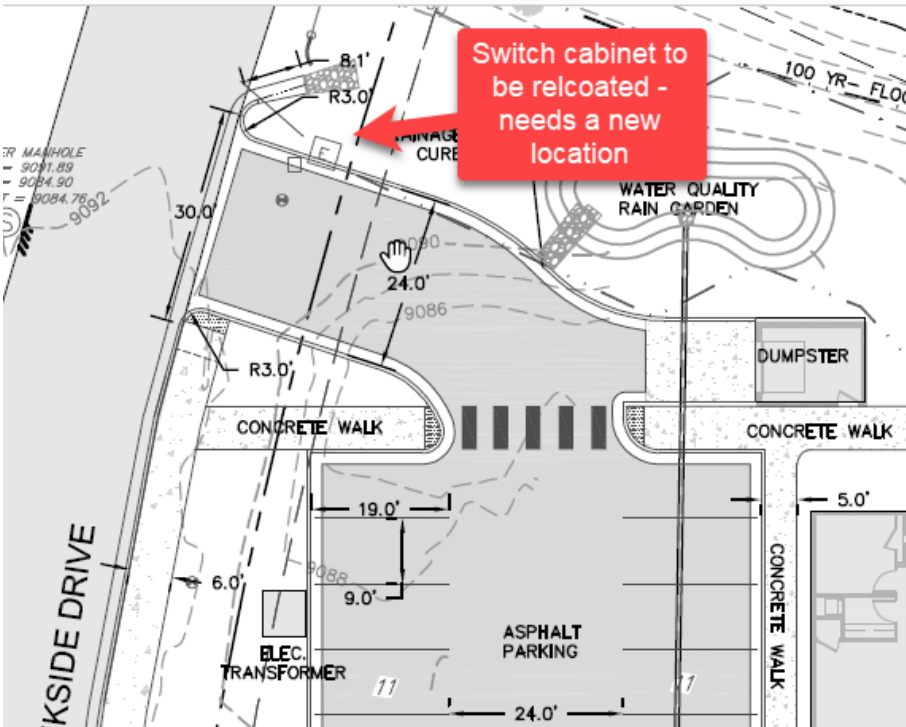 8.1'
R3.0'
Switch cabinet to
be relcoated -
needs a new
location
100 YR- FLO
MANHOLE
= 9091.89
= 9084.90
T = 9084.76
9092
E
CURB
WATER QUALITY
RAIN GARDEN
30.0'
9090
24.0'
9086
R3.0'
DUMPSTER
CONCRETE WALK
CONCRETE WALK
19.0'
5.0'
9088
6.0'
9.0'
CONCRETE WALK
KSIDE DRIVE
ASPHALT
PARKING
ELEC.
TRANSFORMER
11
11
24.0'